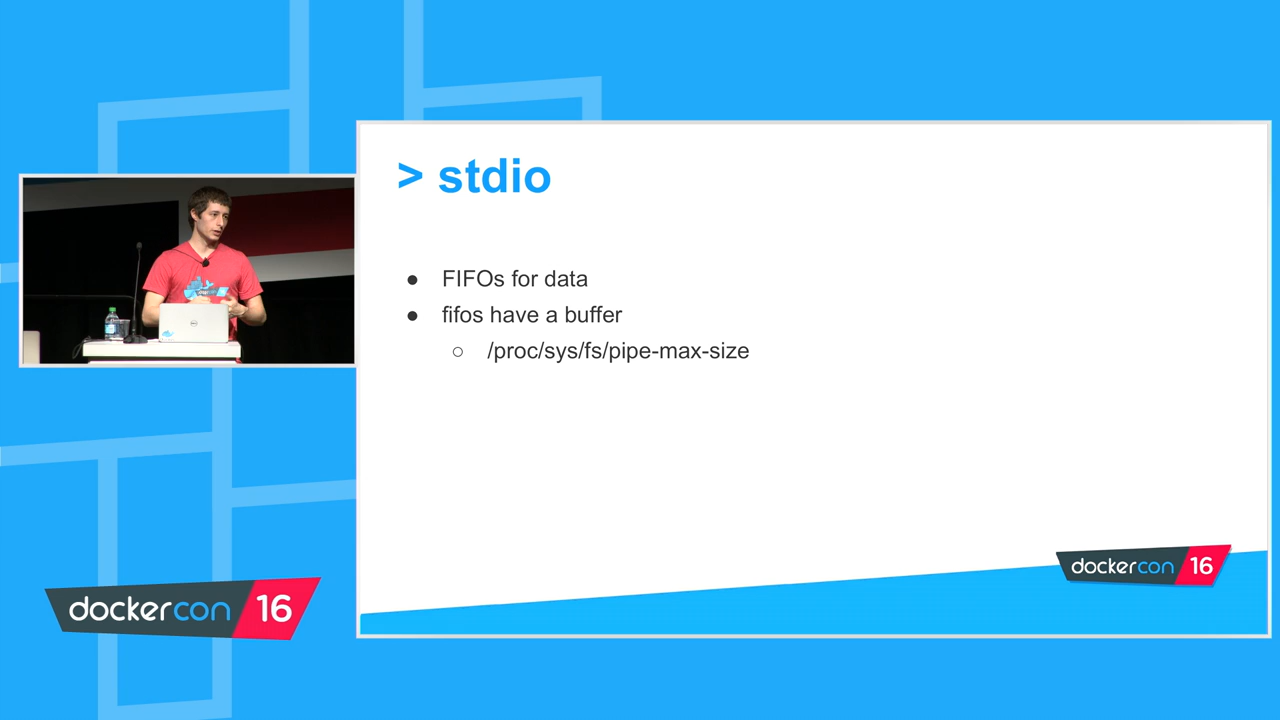 > stdio
● FIFOs for data
● fifos have a buffer
○ /proc/sys/fs/pipe-max-size
dockercon 16
dockercon 16